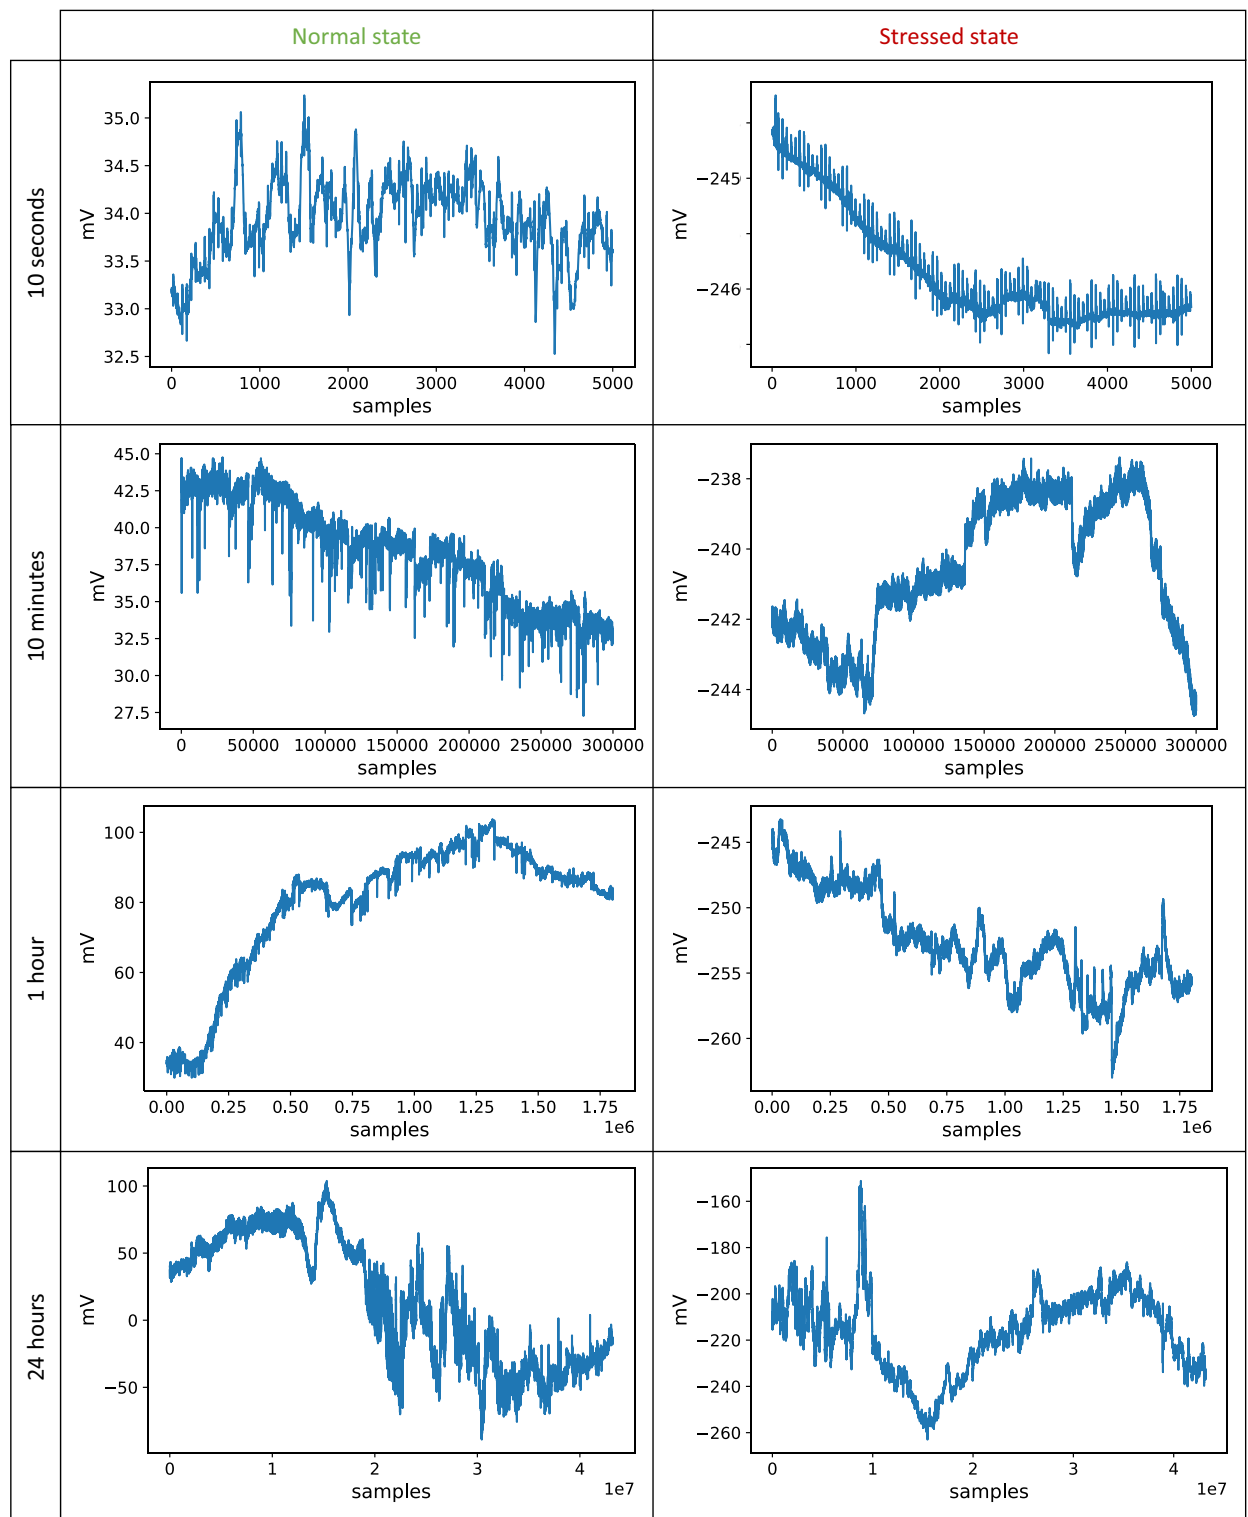 Normal state
Stressed state
10 seconds
35.0
34.5
34.0
33.5
33.0
32.5
mV
0 1000 2000 3000 4000 5000
samples
−245
−246
mV
0 1000 2000 3000 4000 5000
samples
10 minutes
45.0
42.5
40.0
37.5
35.0
32.5
30.0
27.5
mV
0 50000 100000 150000 200000 250000 300000
samples
−238
−240
−242
−244
mV
0 50000 100000 150000 200000 250000 300000
samples
1 hour
100
80
60
40
mV
0.00 0.25 0.50 0.75 1.00 1.25 1.50 1.75
samples
1e6
−245
−250
−255
−260
mV
0.00 0.25 0.50 0.75 1.00 1.25 1.50 1.75
samples
1e6
24 hours
100
50
0
−50
mV
0 1 2 3 4
samples
1e7
−160
−180
−200
−220
−240
−260
mV
0 1 2 3 4
samples
1e7